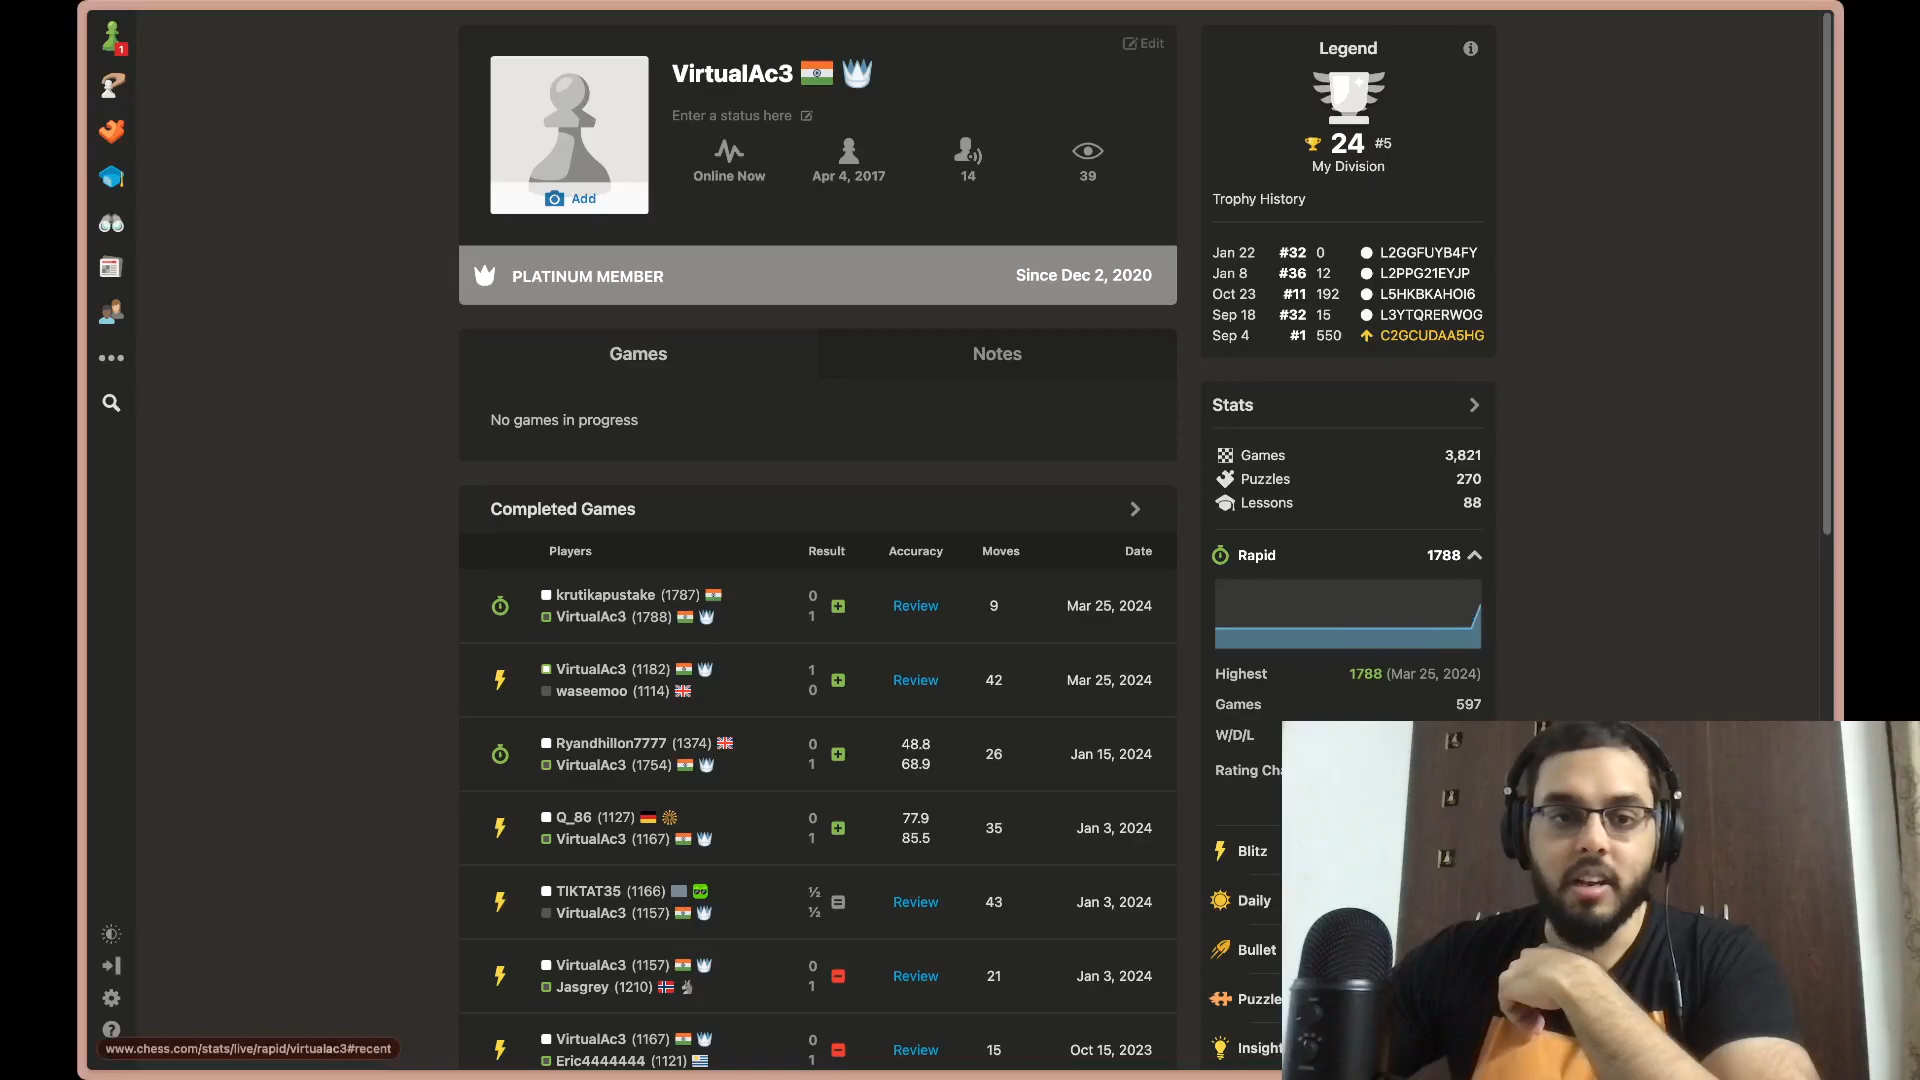 1
Edit
VirtualAc3
Enter a status here
Online Now
Apr 4, 2017
14
39
Add
PLATINUM MEMBER
Since Dec 2, 2020
Games
Notes
No games in progress
Completed Games
Players Result Accuracy Moves Date
krutikapustake (1787) 0
VirtualAc3 (1788) 1
Review 9 Mar 25, 2024
VirtualAc3 (1182) 1
waseemoo (1114) 0
Review 42 Mar 25, 2024
Ryandhillon7777 (1374) 0 48.8
VirtualAc3 (1754) 1 68.9
26 Jan 15, 2024
Q_86 (1127) 0 77.9
VirtualAc3 (1167) 1 85.5
35 Jan 3, 2024
TIKTAT35 (1166) ½
VirtualAc3 (1157) ½
Review 43 Jan 3, 2024
VirtualAc3 (1157) 0
Jasgrey (1210) 1
Review 21 Jan 3, 2024
VirtualAc3 (1167) 0
Eric4444444 (1121) 1
Review 15 Oct 15, 2023
Legend
24 #5
My Division
Trophy History
Jan 22 #32 0 L2GGFUYB4FY
Jan 8 #36 12 L2PPG21EYJP
Oct 23 #11 192 L5HKBKAHOI6
Sep 18 #32 15 L3YTQRERWOG
Sep 4 #1 550 C2GCUDAA5HG
Stats
Games 3,821
Puzzles 270
Lessons 88
Rapid 1788
Highest 1788 (Mar 25, 2024)
Games 597
W/D/L
Rating Cha
Blitz
Daily
Bullet
Puzzle
Insight
www.chess.com/stats/live/rapid/virtualac3#recent